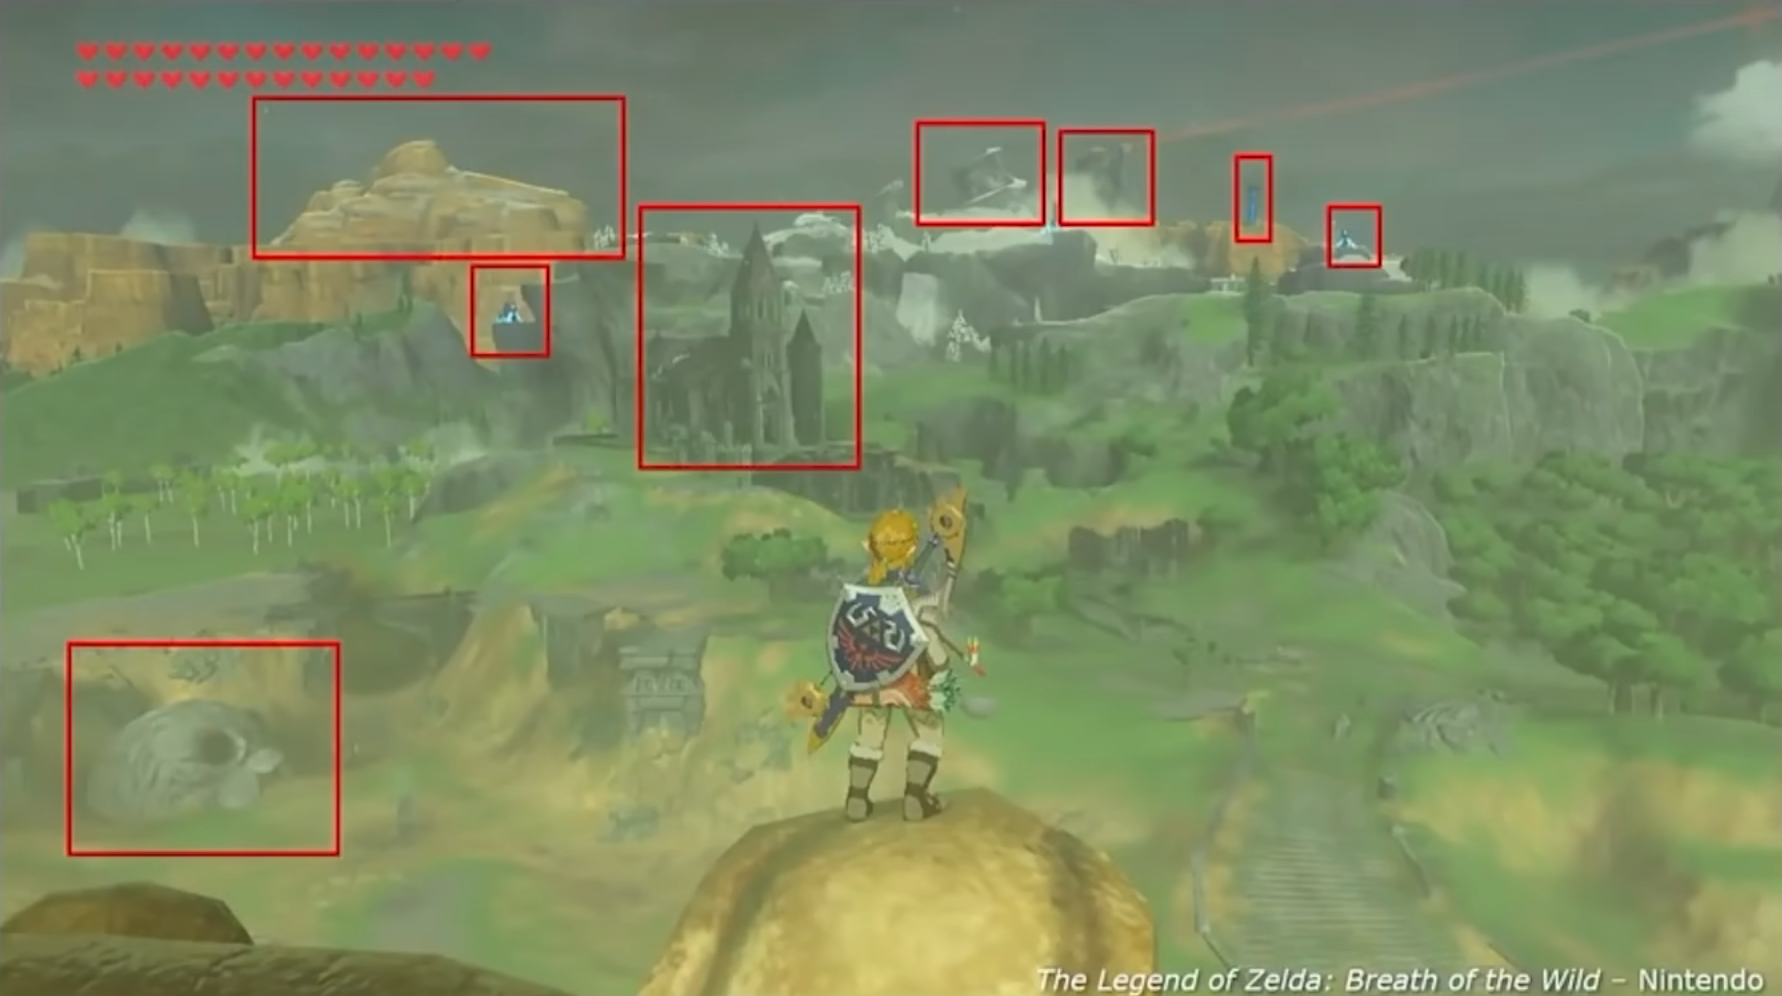 The Legend of Zelda: Breath of the Wild – Nintendo